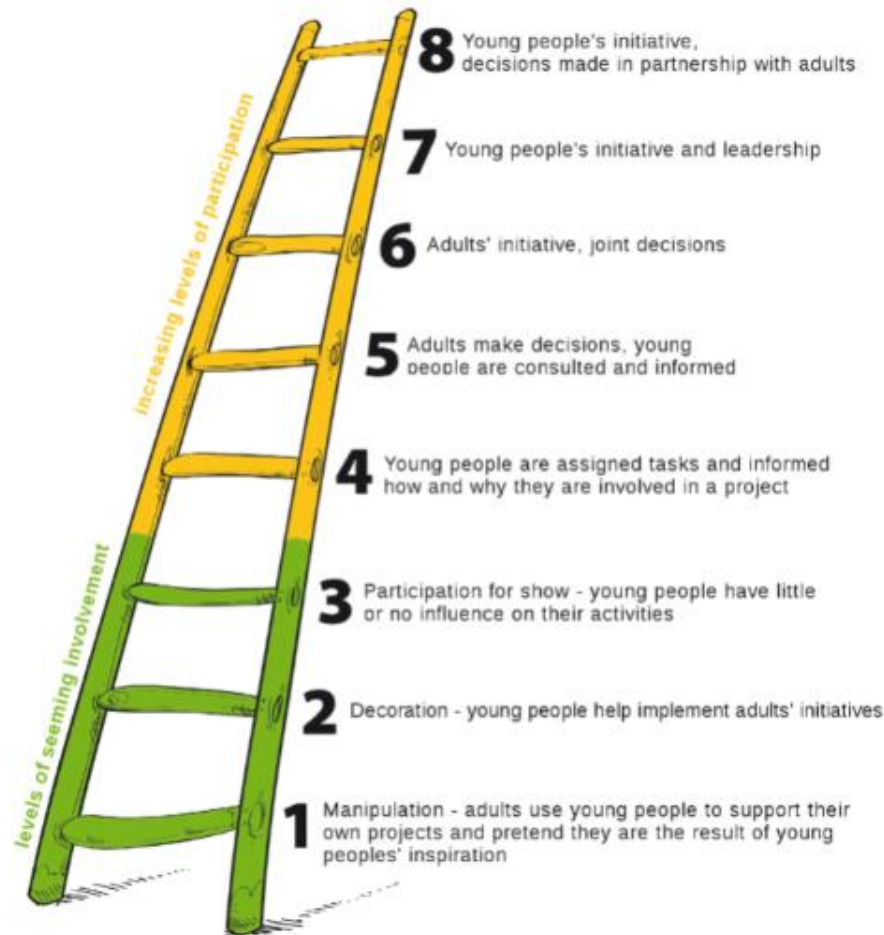 8 Young people's initiative,
decisions made in partnership with adults
7 Young people's initiative and leadership
6 Adults' initiative, joint decisions
5 Adults make decisions, young
people are consulted and informed
4 Young people are assigned tasks and informed
how and why they are involved in a project
3 Participation for show - young people have little
or no influence on their activities
2 Decoration - young people help implement adults' initiatives
1 Manipulation - adults use young people to support their
own projects and pretend they are the result of young
peoples' inspiration
increasing levels of participation
levels of seeming involvement